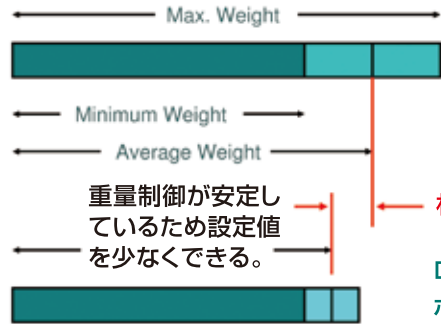 Max. Weight
Minimum Weight
Average Weight
重量制御が安定し
ているため設定値
を少なくできる。